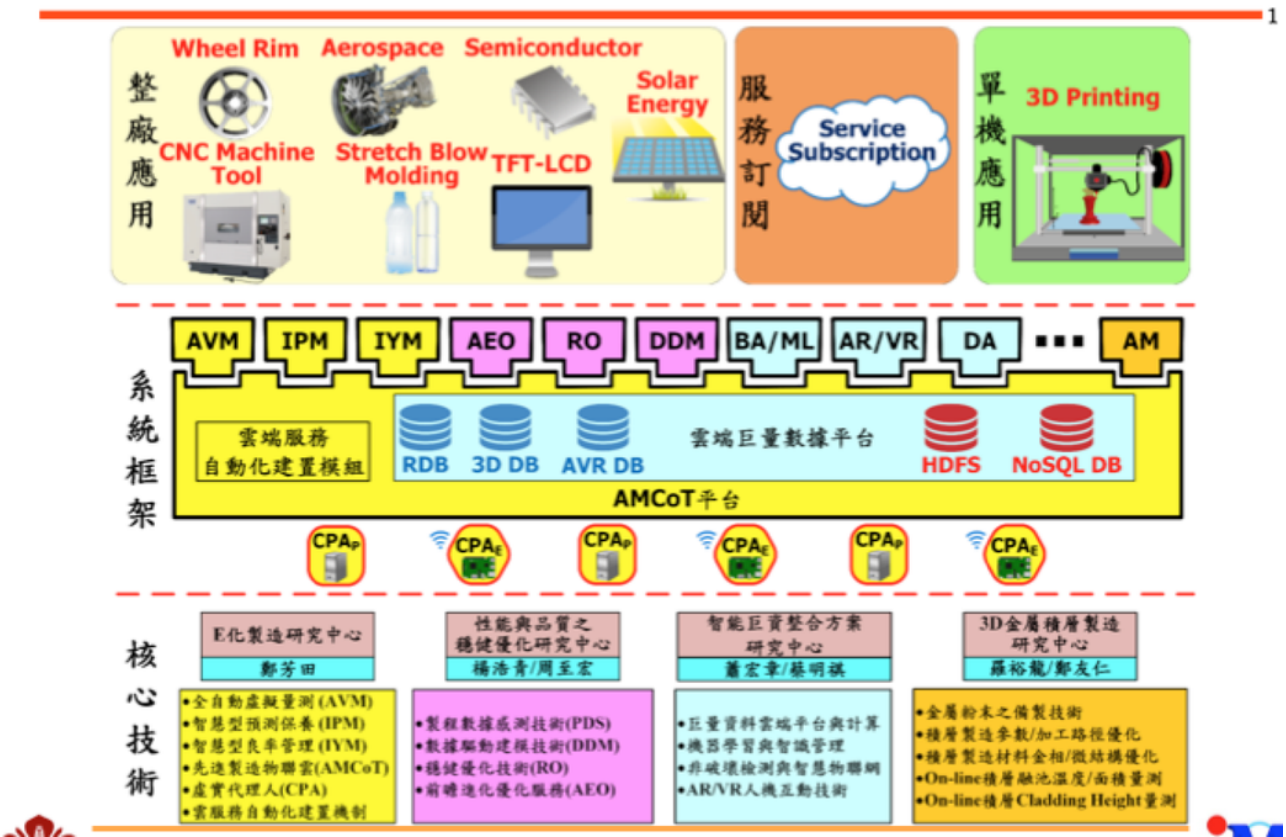 1
整廠應用
Wheel Rim
Aerospace
Semiconductor
Solar
Energy
CNC Machine
Tool
Stretch Blow
Molding
TFT-LCD
服務訂閱
Service
Subscription
單機應用
3D Printing
系統框架
AVM
IPM
IYM
AEO
RO
DDM
BA/ML
AR/VR
DA
AM
雲端服務
自動化建置模組
RDB
3D DB
AVR DB
雲端巨量數據平台
HDFS
NoSQL DB
AMCoT平台
CPAP
CPAE
CPAP
CPAE
CPAP
CPAE
核心技術
E化製造研究中心
鄭芳田
•全自動虛擬量測(AVM)
•智慧型預測保養(IPM)
•智慧型良率管理(IYM)
•先進製造物聯雲(AMCoT)
•虛實代理人(CPA)
•雲服務自動化建置機制
性能與品質之
穩健優化研究中心
楊浩青/周至宏
•製程數據感測技術(PDS)
•數據驅動建模技術(DDM)
•穩健優化技術(RO)
•前瞻進化優化服務(AEO)
智能巨資整合方案
研究中心
蕭宏章/蔡明祺
•巨量資料雲端平台與計算
•機器學習與智識管理
•非破壞檢測與智慧物聯網
•AR/VR人機互動技術
3D金屬積層製造
研究中心
羅裕龍/鄭友仁
•金屬粉末之備製技術
•積層製造參數/加工路徑優化
•積層製造材料金相/微結構優化
•On-line積層融池溫度/面積量測
•On-line積層Cladding Height量測